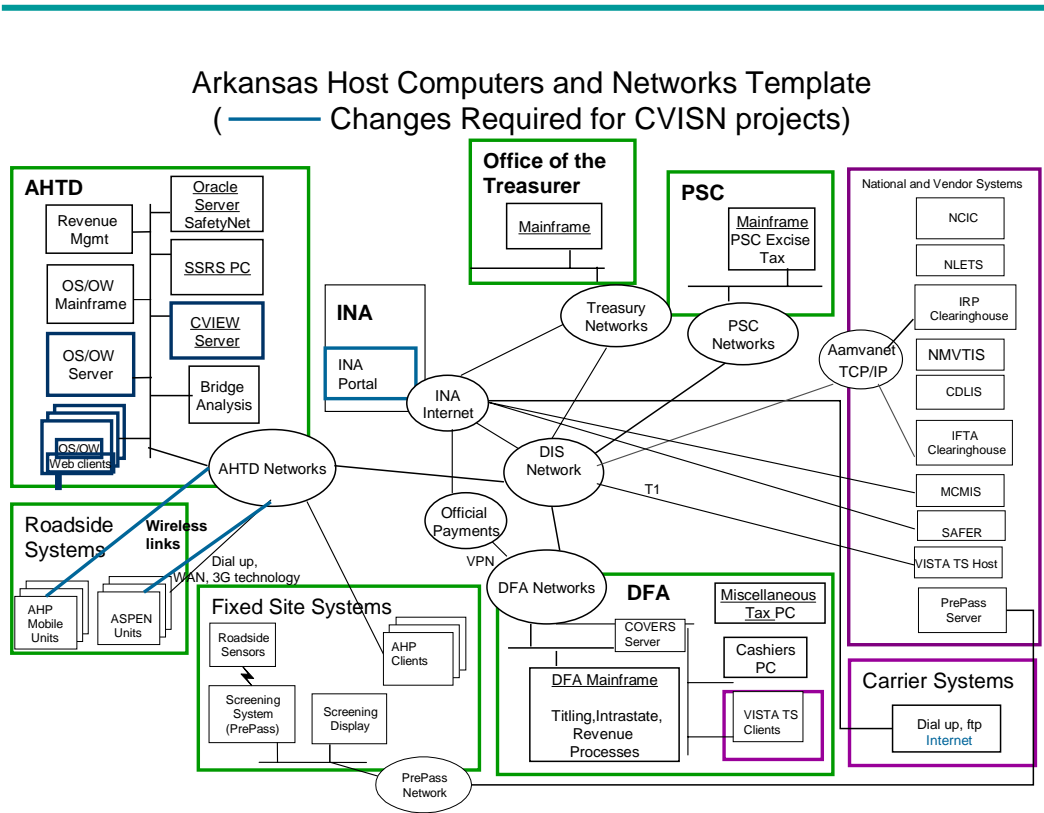 Arkansas Host Computers and Networks Template
( Changes Required for CVISN projects)
AHTD
Revenue
Mgmt
Oracle
Server
SafetyNet
SSRS PC
OS/OW
Mainframe
CVIEW
Server
OS/OW
Server
Bridge
Analysis
OS/OW
Web clients
AHTD Networks
INA
INA
Portal
INA
Internet
Office of the
Treasurer
Mainframe
Treasury
Networks
PSC
Mainframe
PSC Excise
Tax
PSC
Networks
DIS
Network
T1
Official
Payments
VPN
DFA Networks
Aamvanet
TCP/IP
National and Vendor Systems
NCIC
NLETS
IRP
Clearinghouse
NMVTIS
CDLIS
IFTA
Clearinghouse
MCMIS
SAFER
VISTA TS Host
PrePass
Server
Roadside
Systems
Wireless
links
Dial up,
WAN, 3G technology
AHP
Mobile
Units
ASPEN
Units
Fixed Site Systems
Roadside
Sensors
Screening
System
(PrePass)
Screening
Display
AHP
Clients
PrePass
Network
DFA
COVERS
Server
Miscellaneous
Tax PC
Cashiers
PC
DFA Mainframe
Titling,Intrastate,
Revenue
Processes
VISTA TS
Clients
Carrier Systems
Dial up, ftp
Internet